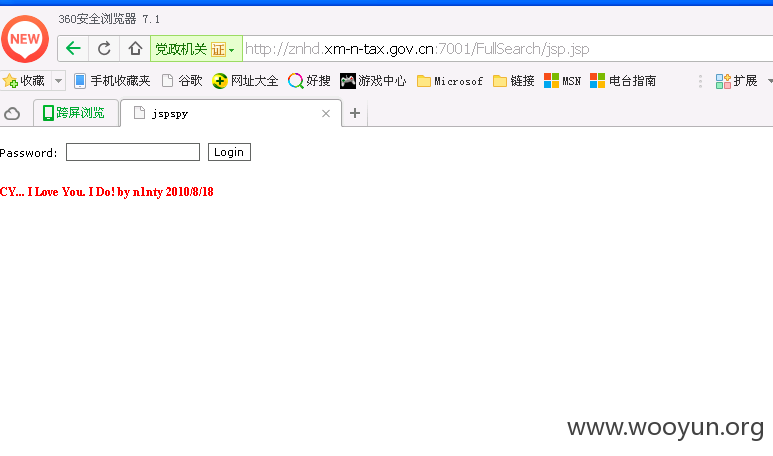 360安全浏览器 7.1
NEW
党政机关 证 http://znhd.xm-n-tax.gov.cn:7001/FullSearch/jsp.jsp
收藏 手机收藏夹 谷歌 网址大全 好搜 游戏中心 Microsof 链接 MSN 电台指南 扩展
跨屏浏览 jspspy
Password: Login
CY... I Love You. I Do! by n1nty 2010/8/18
www.wooyun.org